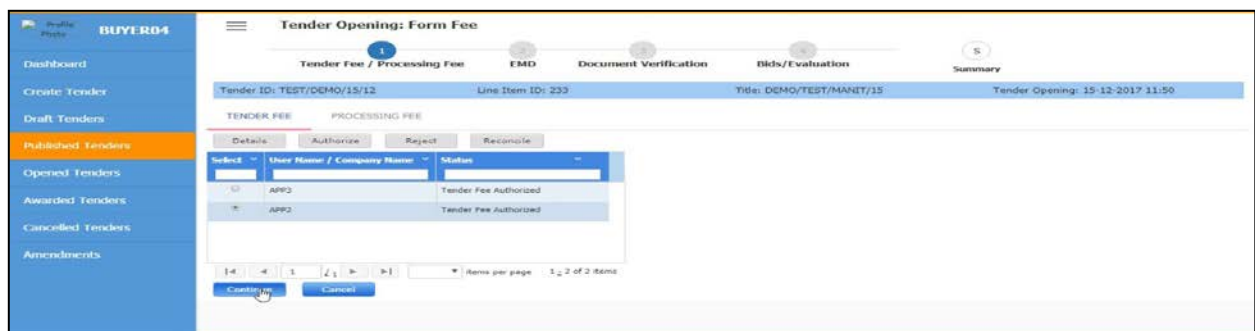 Profile Photo
BUYER04
Tender Opening: Form Fee
1
2
3
4
5
Tender Fee / Processing Fee
EMD
Document Verification
Bids/Evaluation
Summary
Dashboard
Create Tender
Draft Tenders
Published Tenders
Opened Tenders
Awarded Tenders
Cancelled Tenders
Amendments
Tender ID: TEST/DEMO/15/12
Line Item ID: 233
Title: DEMO/TEST/MANIT/15
Tender Opening: 15-12-2017 11:50
TENDER FEE
PROCESSING FEE
Details
Authorize
Reject
Reconcile
Select
User Name / Company Name
Status
APP3
Tender Fee Authorized
APP2
Tender Fee Authorized
1
/ 1
items per page
1 - 2 of 2 items
Continue
Cancel